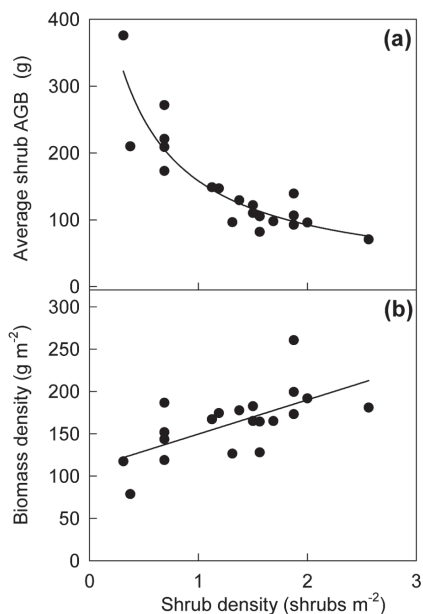 (a)
Average shrub AGB (g)
400
300
200
100
0
(b)
Biomass density (g m-2)
300
250
200
150
100
50
0
0 1 2 3
Shrub density (shrubs m-2)